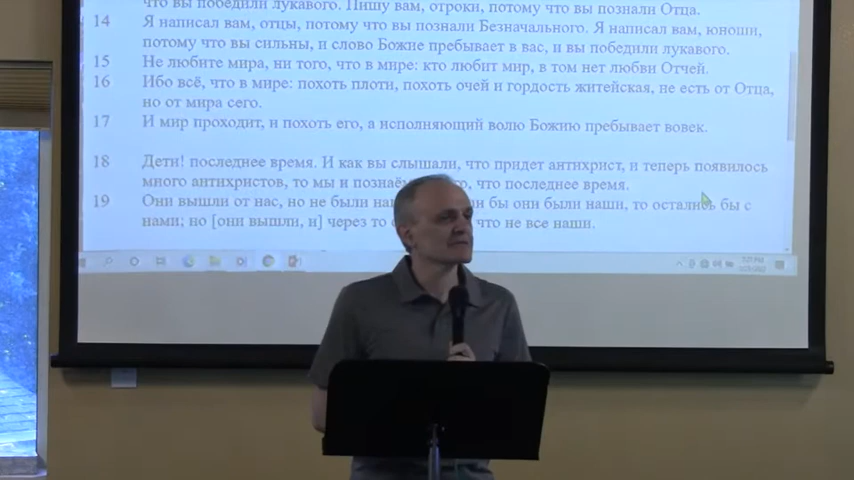 что вы победили лукавого. Пишу вам, отроки, потому что вы познали Отца.
14 Я написал вам, отцы, потому что вы познали Безначального. Я написал вам, юноши,
потому что вы сильны, и слово Божие пребывает в вас, и вы победили лукавого.
15 Не любите мира, ни того, что в мире: кто любит мир, в том нет любви Отчей.
16 Ибо всё, что в мире: похоть плоти, похоть очей и гордость житейская, не есть от Отца,
но от мира сего.
17 И мир проходит, и похоть его, а исполняющий волю Божию пребывает вовек.
18 Дети! последнее время. И как вы слышали, что придет антихрист, и теперь появилось
много антихристов, то мы и познаём что последнее время.
19 Они вышли от нас, но не были бы они были наши, то остались бы с
нами; но [они вышли, и] через то что не все наши.